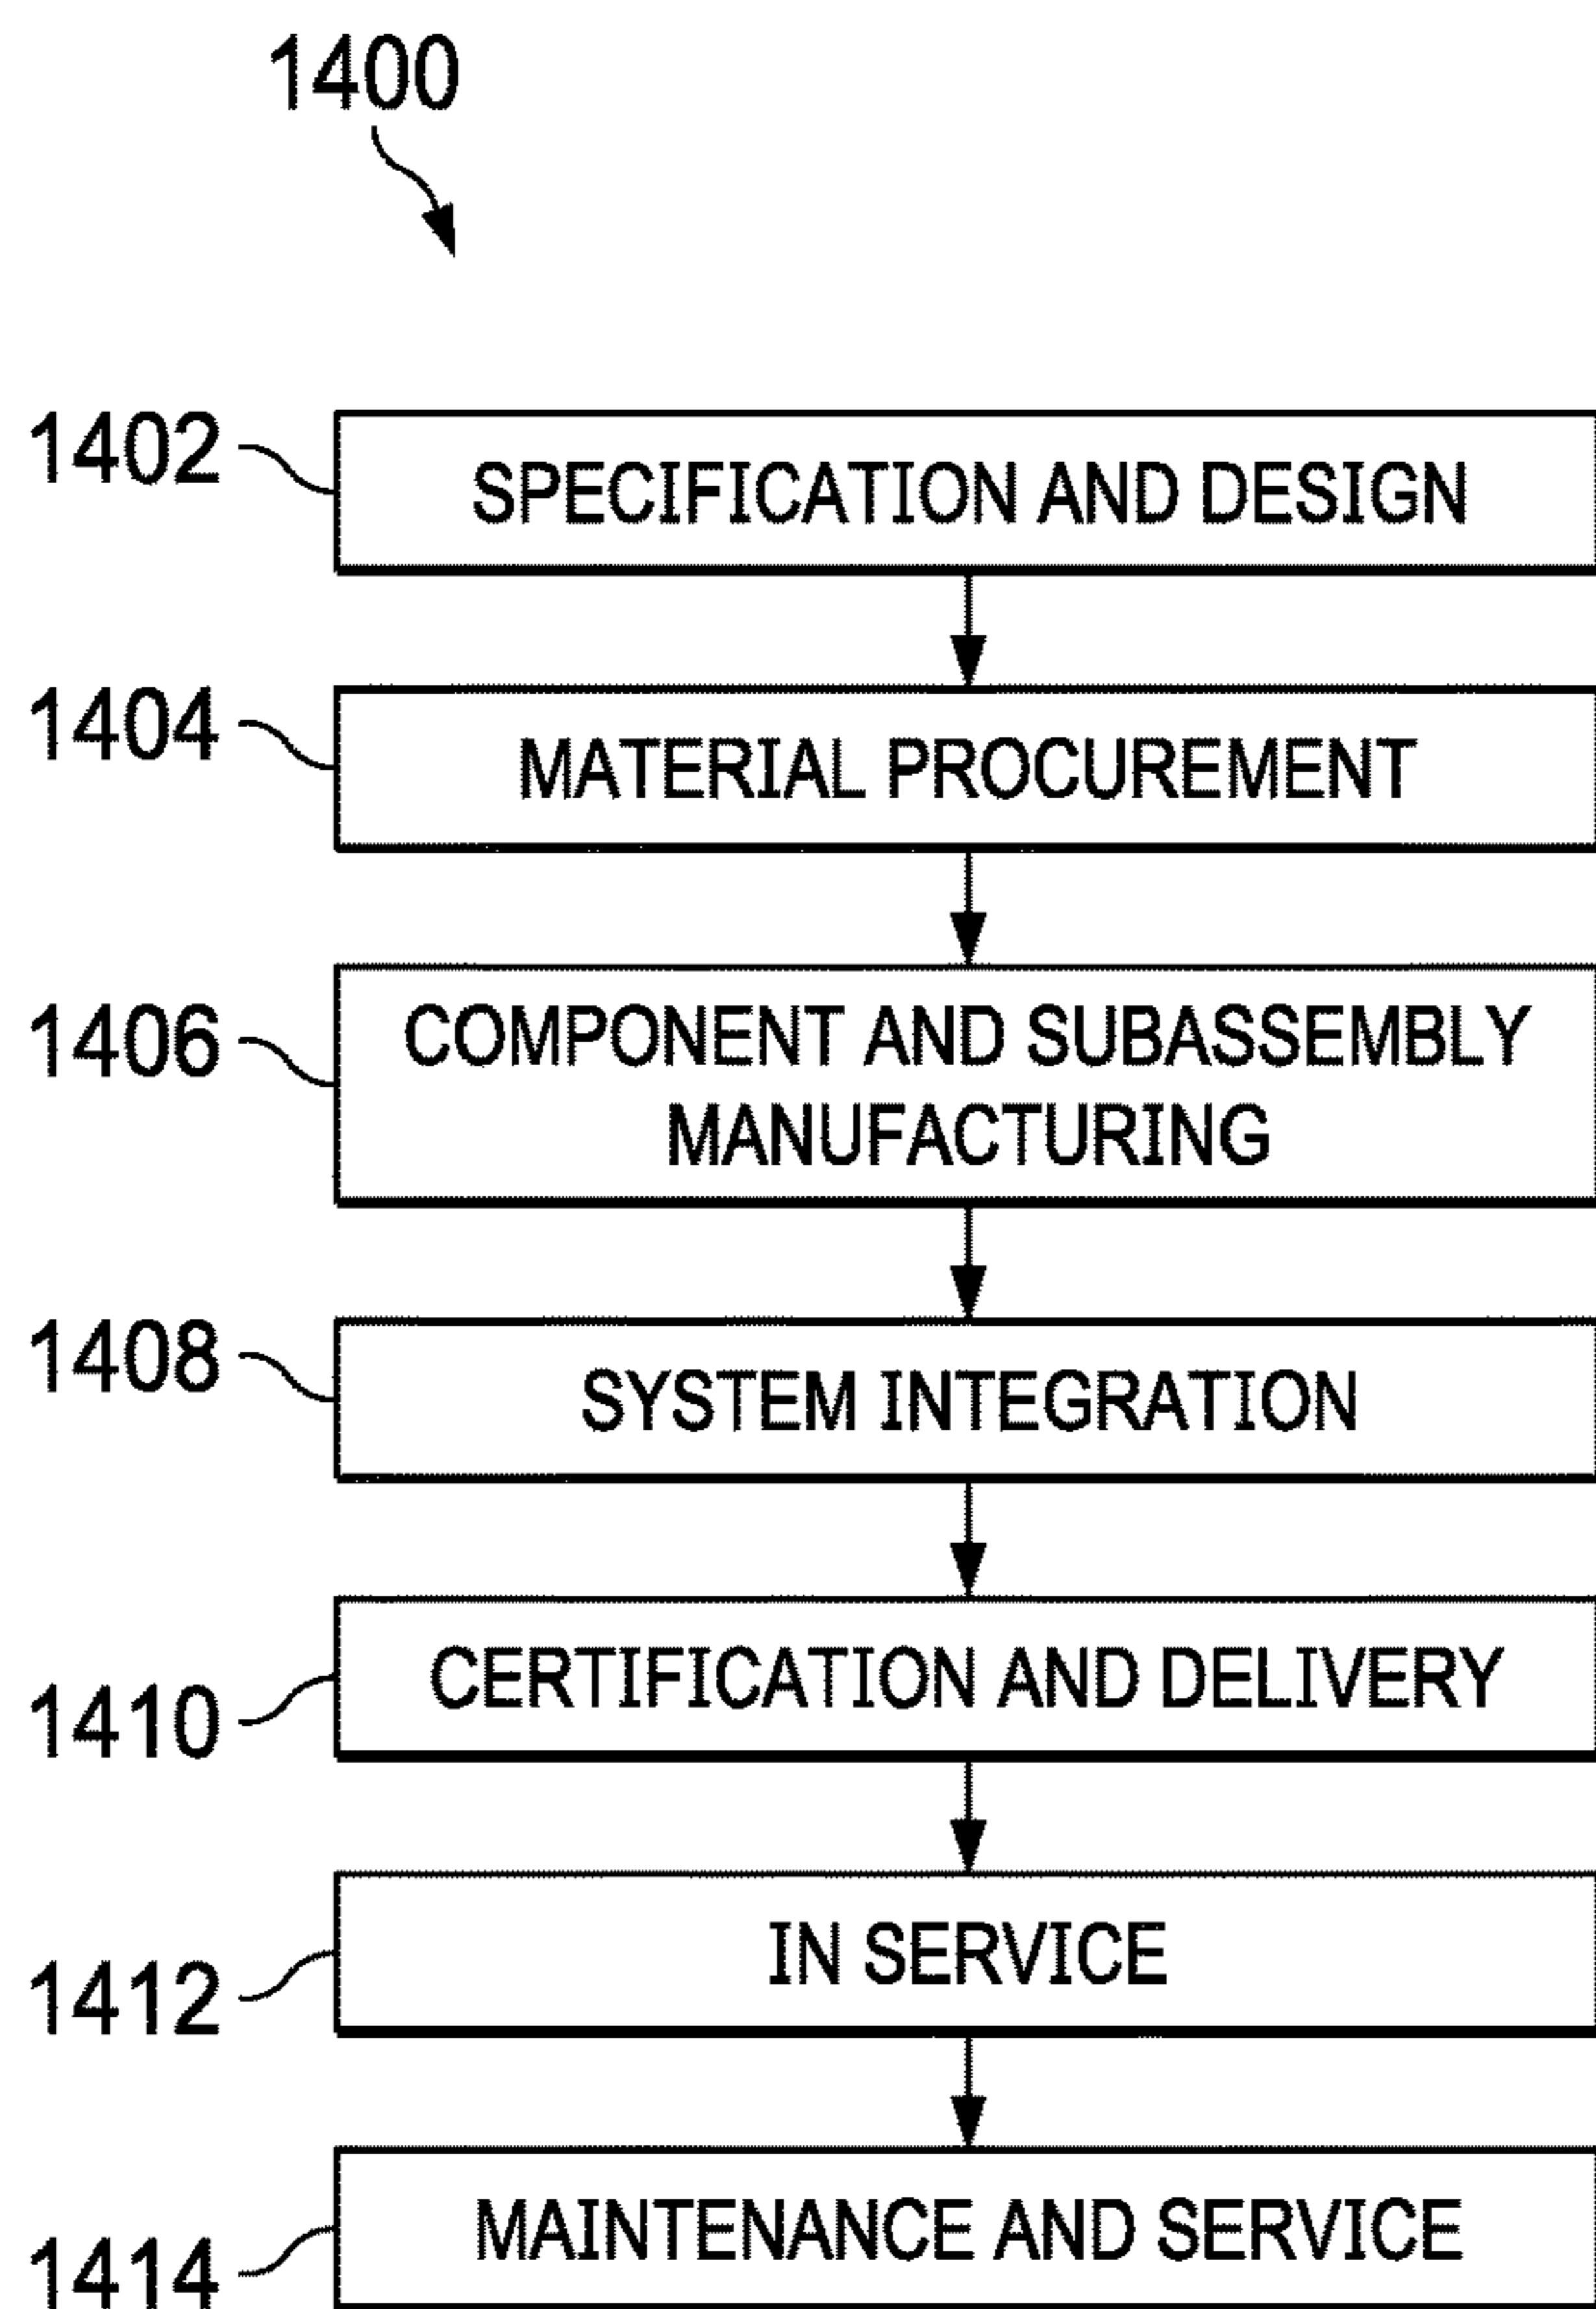 1400
1402
SPECIFICATION AND DESIGN
1404
MATERIAL PROCUREMENT
1406
COMPONENT AND SUBASSEMBLY
MANUFACTURING
1408
SYSTEM INTEGRATION
1410
CERTIFICATION AND DELIVERY
1412
IN SERVICE
1414
MAINTENANCE AND SERVICE